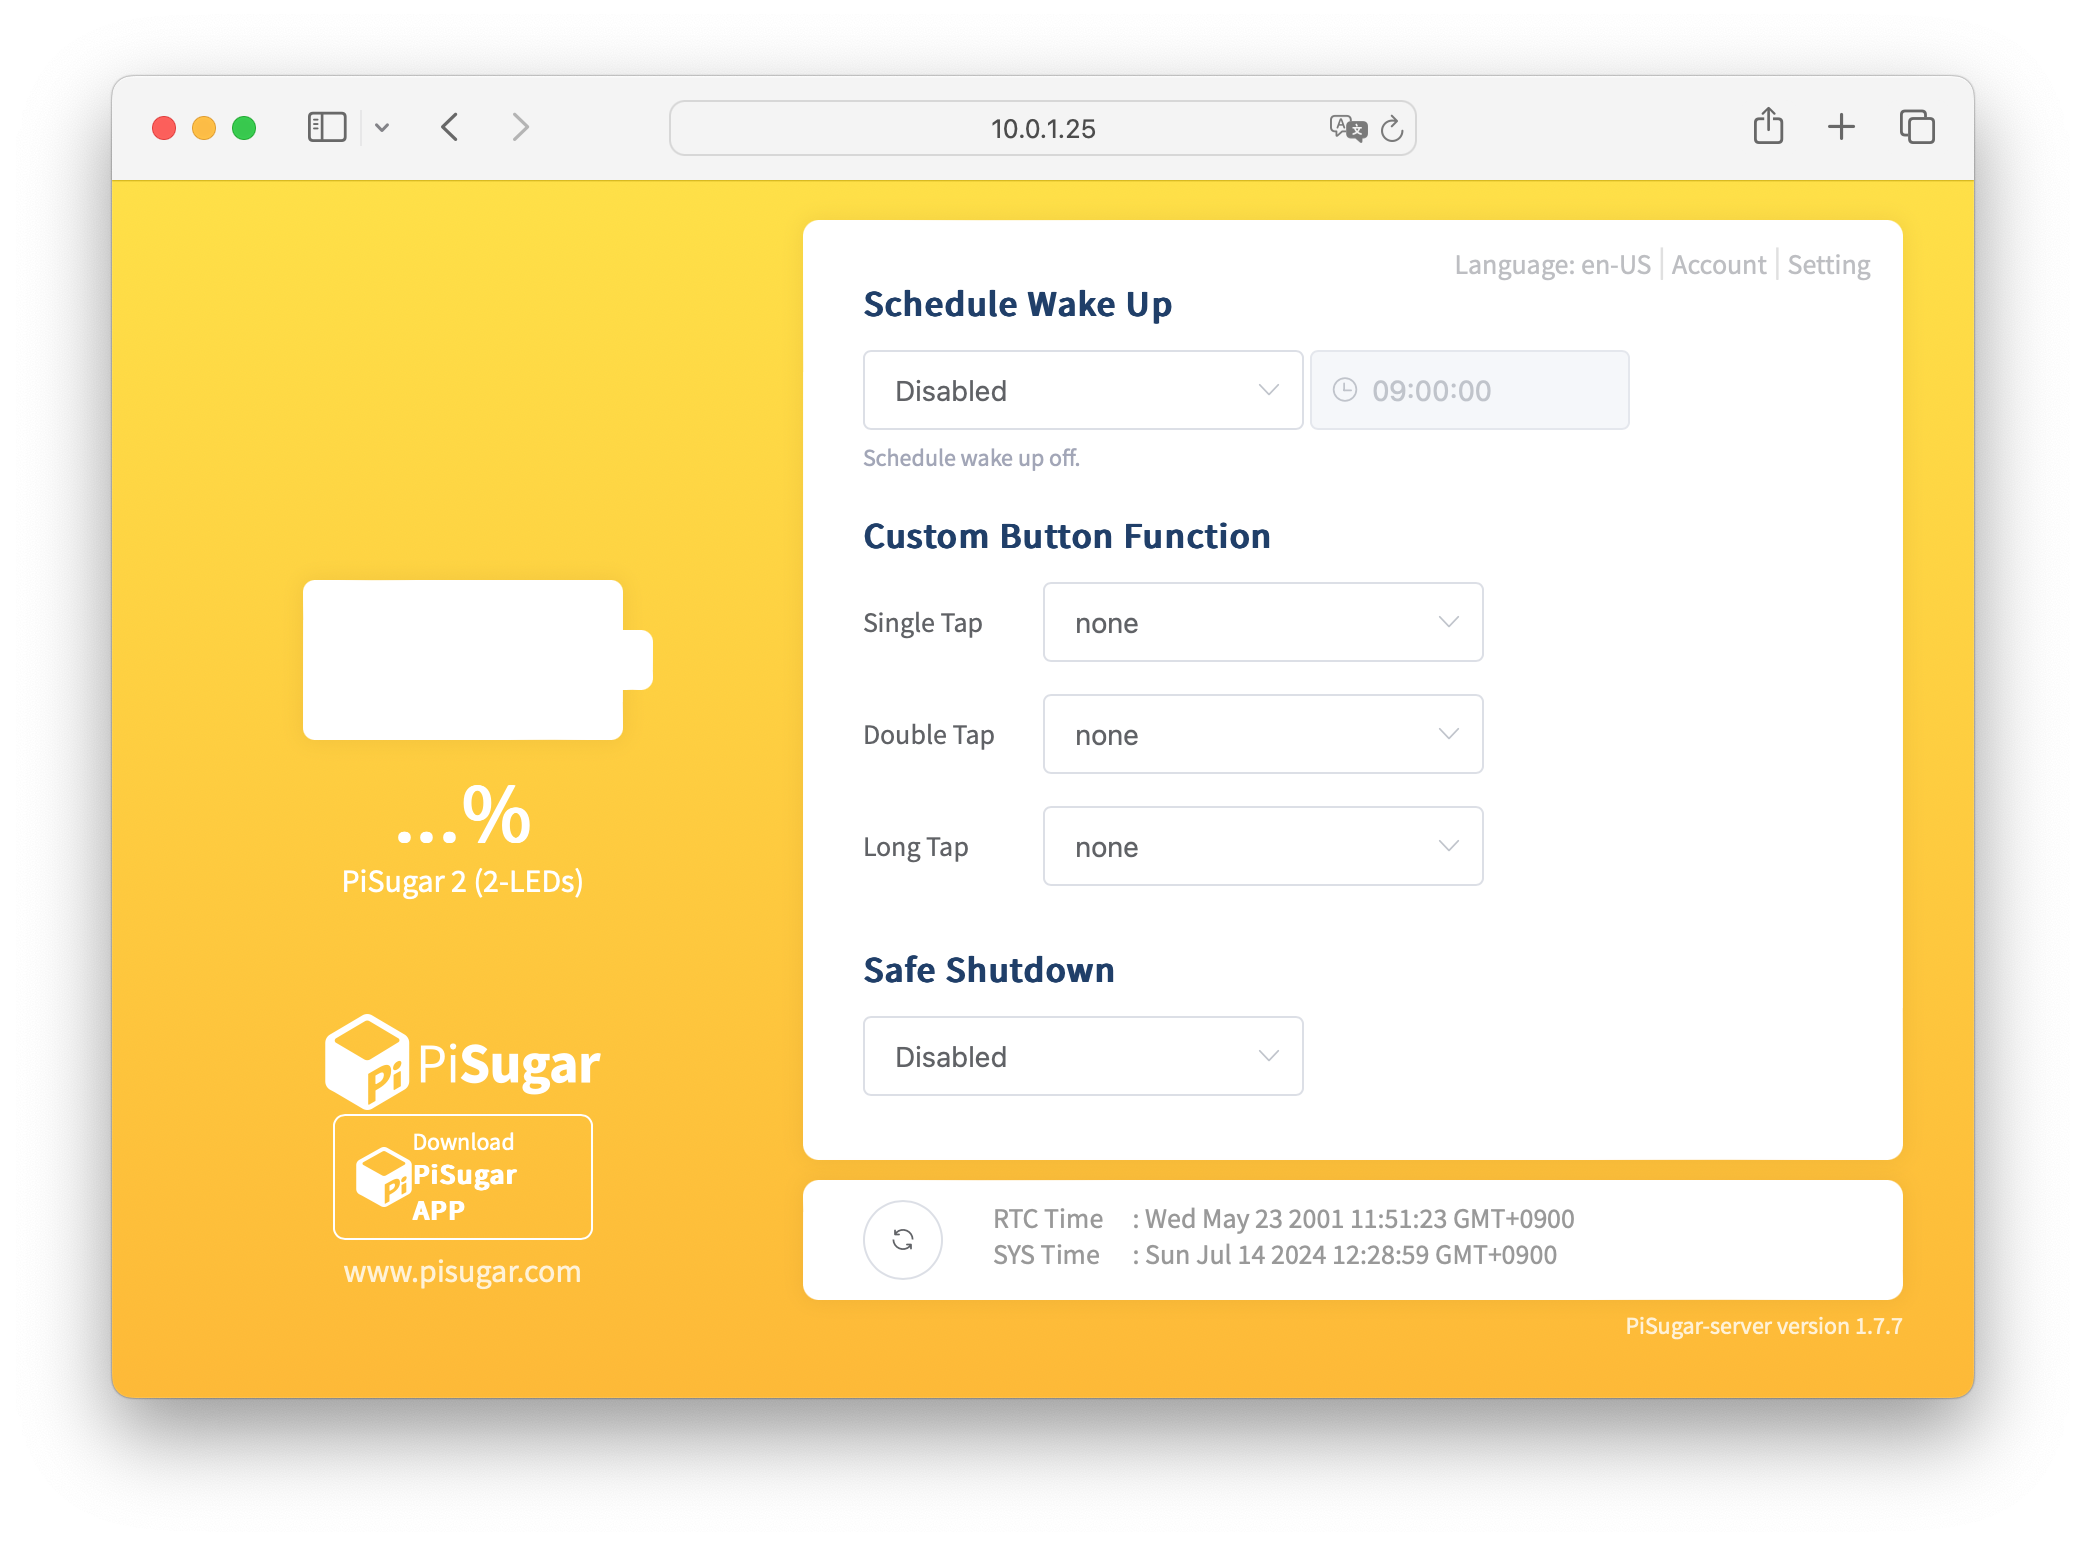 10.0.1.25
Language: en-US Account Setting
Schedule Wake Up
Disabled
09:00:00
Schedule wake up off.
Custom Button Function
Single Tap none
Double Tap none
Long Tap none
Safe Shutdown
Disabled
...%
PiSugar 2 (2-LEDs)
Pi PiSugar
Download
Pi PiSugar
APP
www.pisugar.com
RTC Time : Wed May 23 2001 11:51:23 GMT+0900
SYS Time : Sun Jul 14 2024 12:28:59 GMT+0900
PiSugar-server version 1.7.7